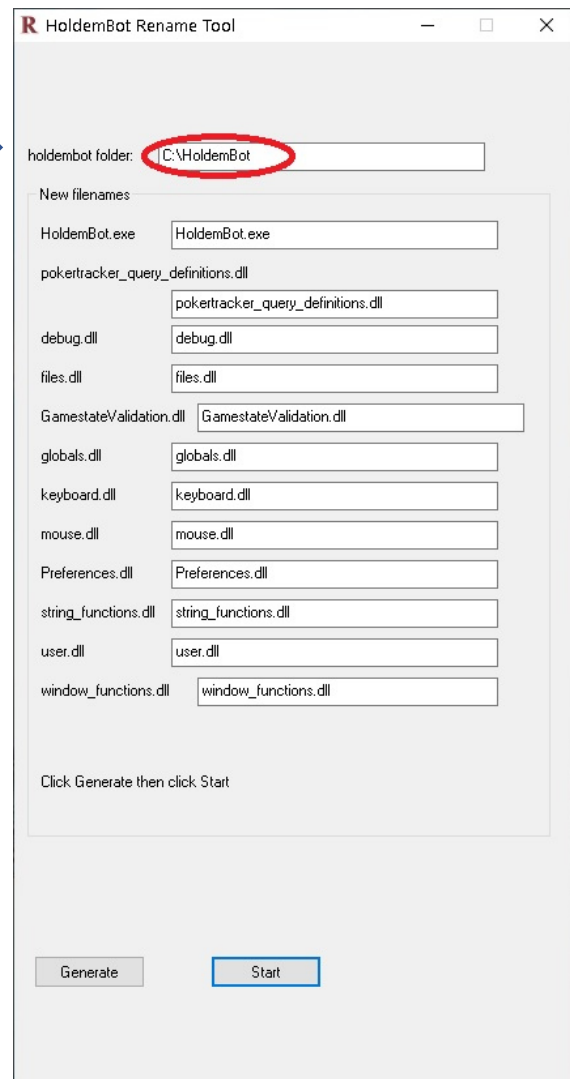 R HoldemBot Rename Tool
holdembot folder: C:\HoldemBot
New filenames
HoldemBot.exe HoldemBot.exe
pokertracker_query_definitions.dll
pokertracker_query_definitions.dll
debug.dll debug.dll
files.dll files.dll
GamestateValidation.dll GamestateValidation.dll
globals.dll globals.dll
keyboard.dll keyboard.dll
mouse.dll mouse.dll
Preferences.dll Preferences.dll
string_functions.dll string_functions.dll
user.dll user.dll
window_functions.dll window_functions.dll
Click Generate then click Start
Generate Start